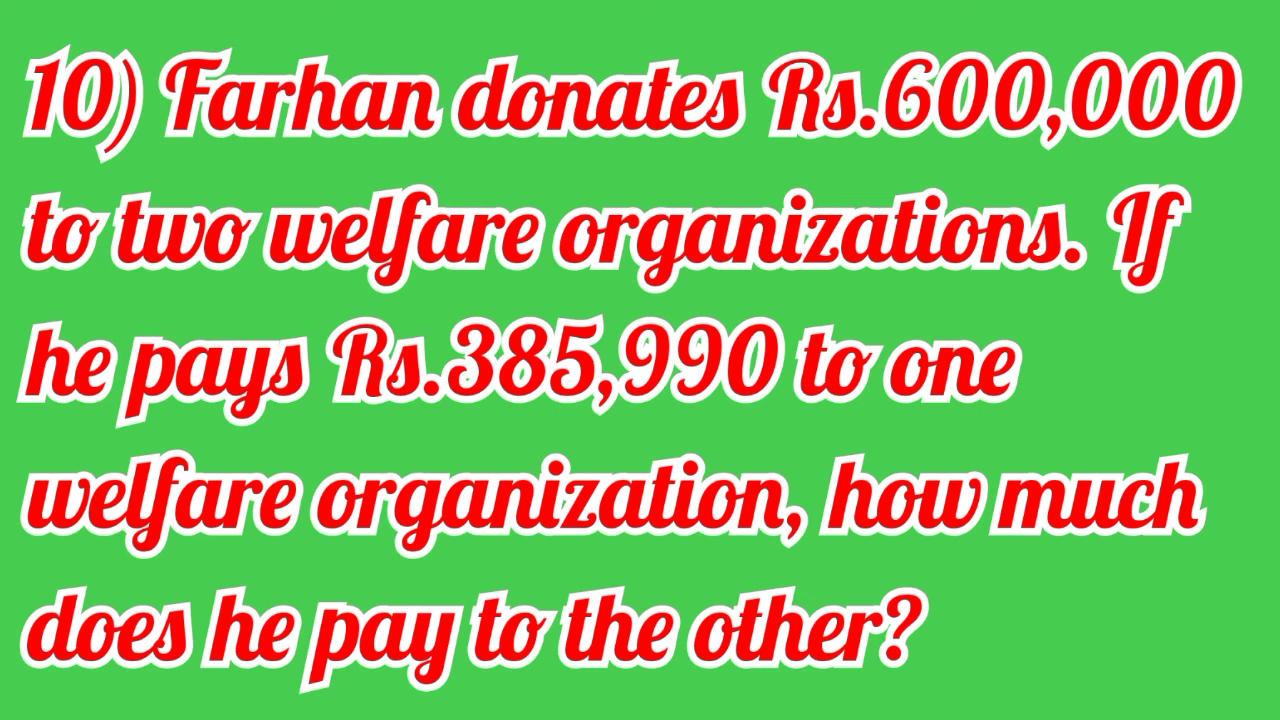 10) Farhan donates Rs.600,000
to two welfare organizations. If
he pays Rs.385,990 to one
welfare organization, how much
does he pay to the other?